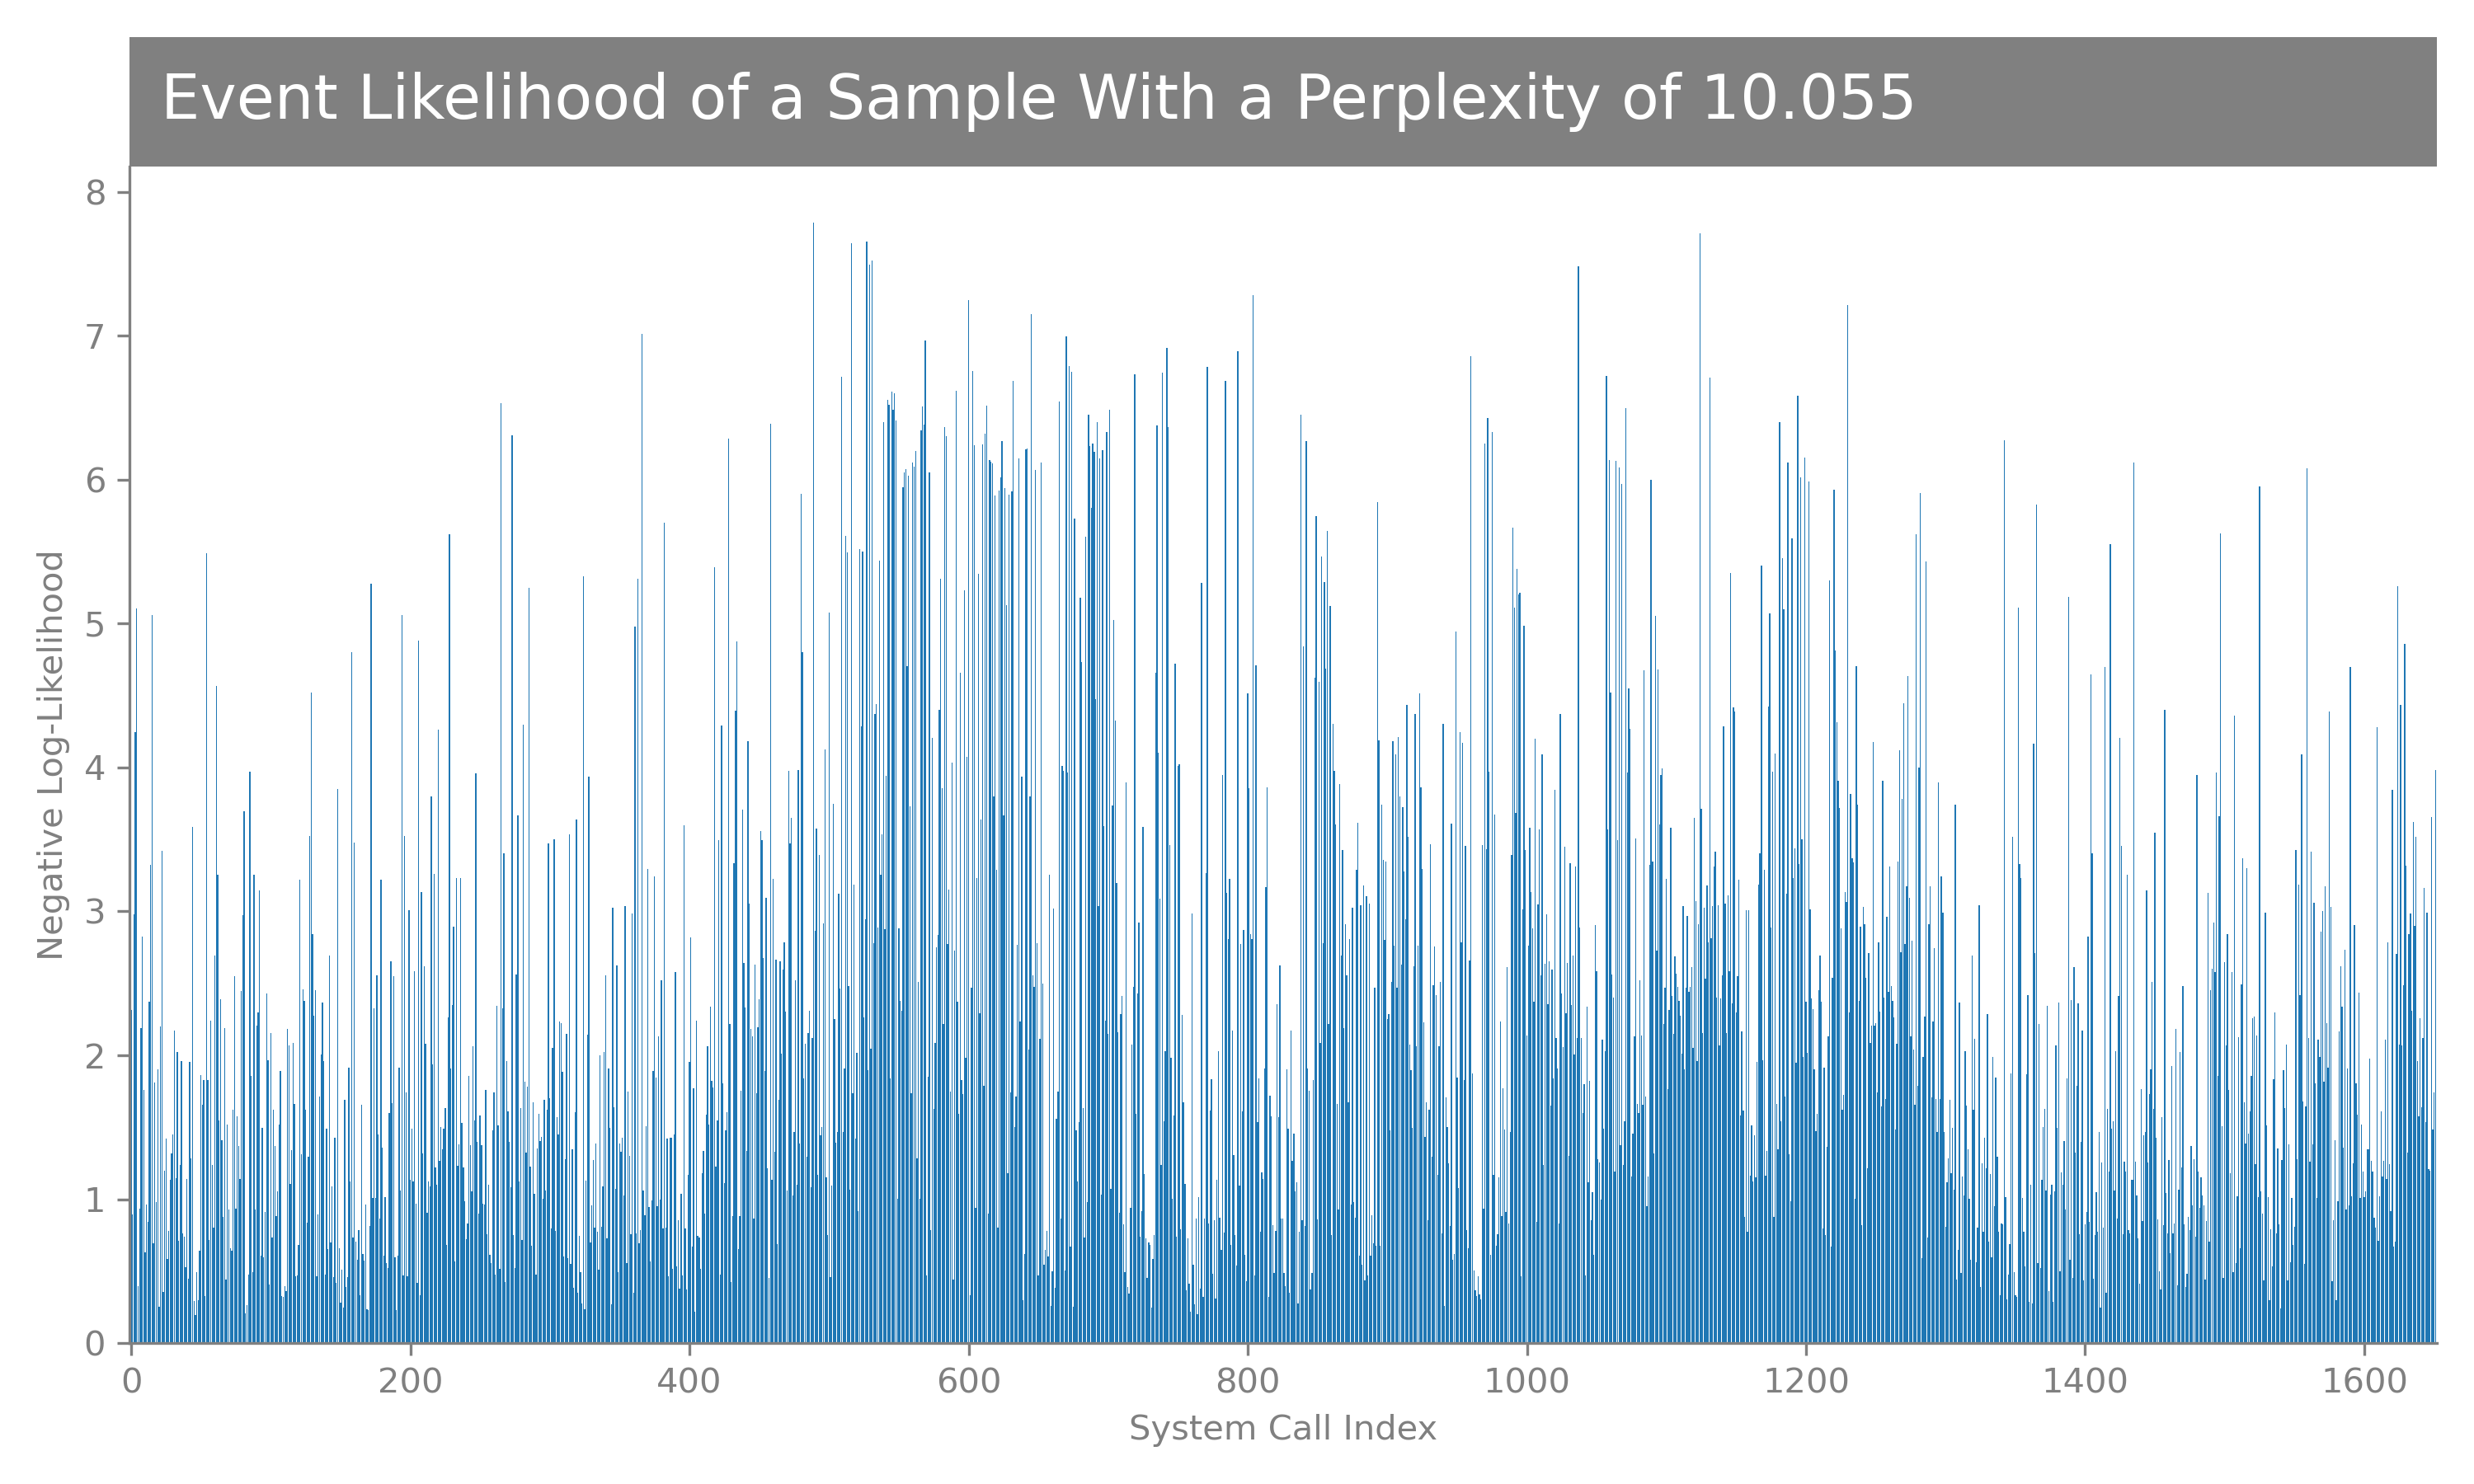 Event Likelihood of a Sample With a Perplexity of 10.055
8
7
6
5
4
3
2
1
0
Negative Log-Likelihood
0 200 400 600 800 1000 1200 1400 1600
System Call Index